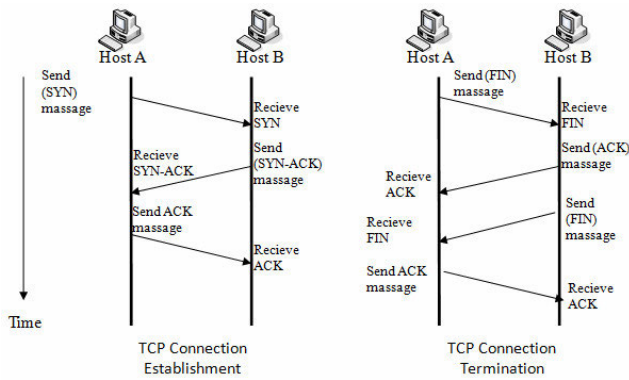 Host A
Host B
Send
(SYN)
massage
Recieve
SYN
Send
(SYN-ACK)
massage
Recieve
SYN-ACK
Send ACK
massage
Recieve
ACK
Time
TCP Connection
Establishment
Host A
Host B
Send (FIN)
massage
Recieve
FIN
Send (ACK)
massage
Recieve
ACK
Send
(FIN)
massage
Recieve
FIN
Send ACK
massage
Recieve
ACK
TCP Connection
Termination